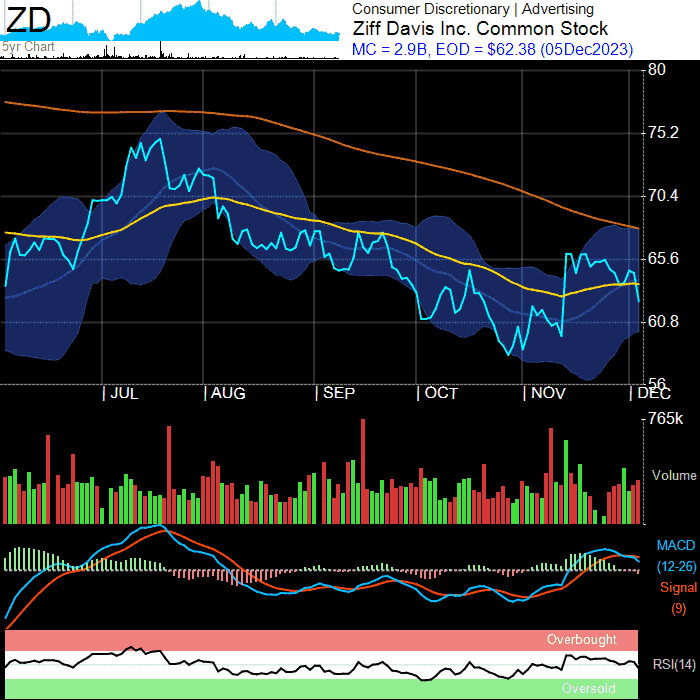 ZD
5yr Chart
Consumer Discretionary | Advertising
Ziff Davis Inc. Common Stock
MC = 2.9B, EOD = $62.38 (05Dec2023)
80
75.2
70.4
65.6
60.8
56
| JUL | AUG | SEP | OCT | NOV | DEC
765k
Volume
MACD
(12-26)
Signal
(9)
Overbought
RSI(14)
Oversold